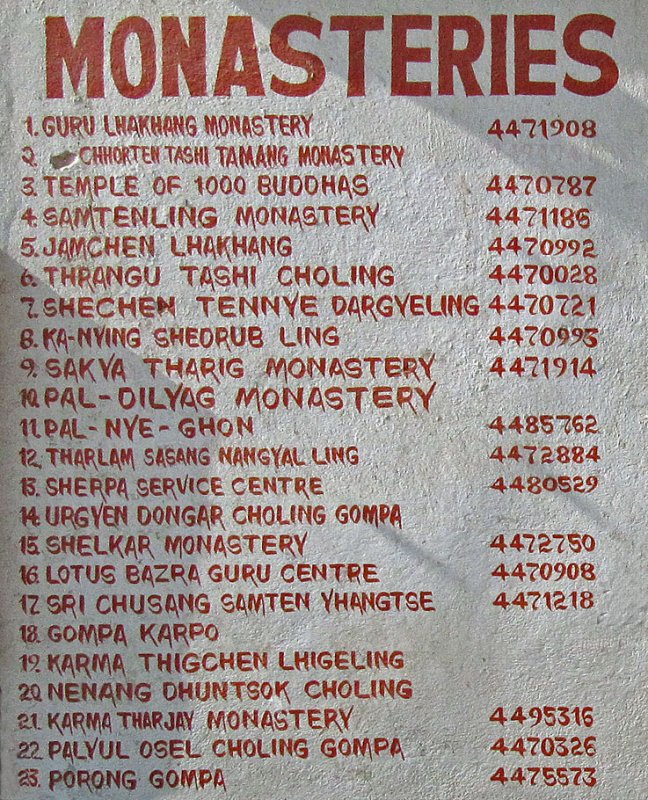 MONASTERIES
1. GURU LHAKHANG MONASTERY 4471908
2. CHHORTEN TASHI TAMANG MONASTERY
3. TEMPLE OF 1000 BUDDHAS 4470787
4. SAMTENLING MONASTERY 4471186
5. JAMCHEN LHAKHANG 4470992
6. THRANGU TASHI CHOLING 4470028
7. SHECHEN TENNYE DARGYELING 4470721
8. KA-NYING SHEDRUB LING 4470993
9. SAKYA THARIG MONASTERY 4471914
10. PAL-DILYAG MONASTERY
11. PAL-NYE-GHON 4485762
12. THARLAM SASANG NANGYAL LING 4472884
13. SHERPA SERVICE CENTRE 4480529
14. URGYEN DONGAR CHOLING GOMPA
15. SHELKAR MONASTERY 4472750
16. LOTUS BAZRA GURU CENTRE 4470908
17. SRI CHUSANG SAMTEN YHANGTSE 4471218
18. GOMPA KARPO
19. KARMA THIGCHEN LHIGELING
20. NENANG DHUNTSOK CHOLING
21. KARMA THARJAY MONASTERY 4495316
22. PALYUL OSEL CHOLING GOMPA 4470326
23. PORONG GOMPA 4475573